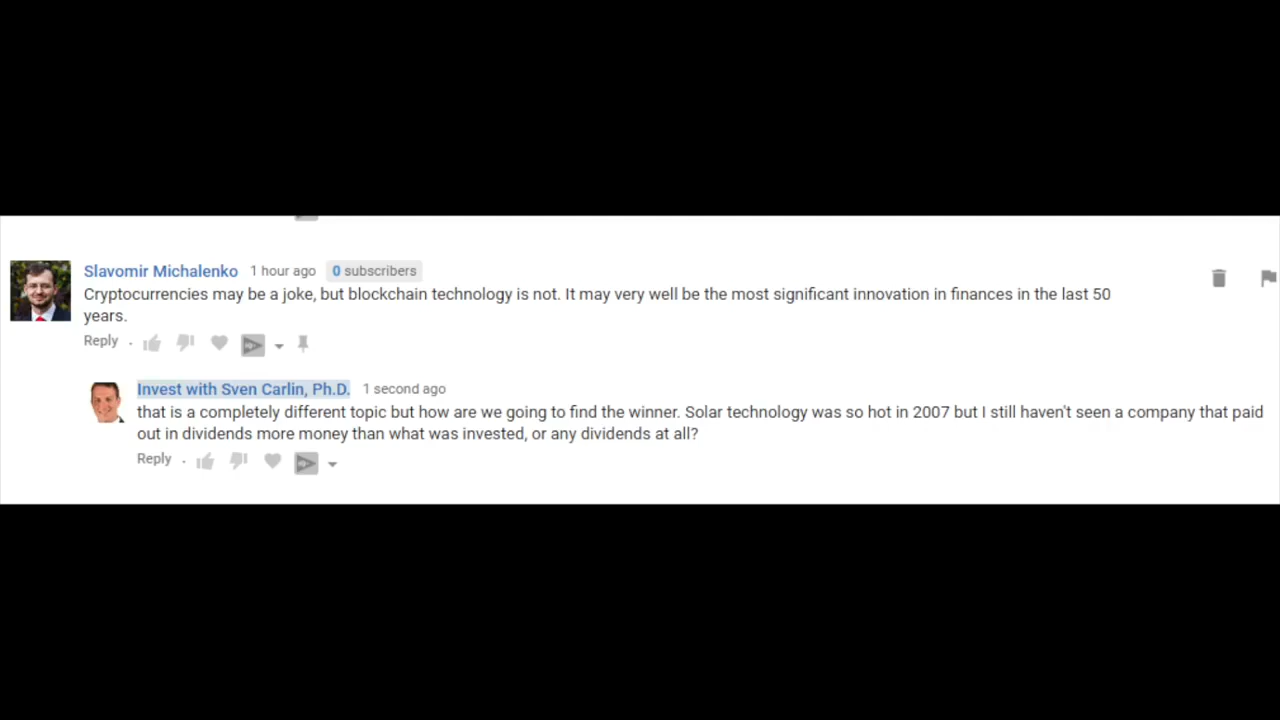 Slavomir Michalenko 1 hour ago 0 subscribers
Cryptocurrencies may be a joke, but blockchain technology is not. It may very well be the most significant innovation in finances in the last 50
years.
Reply
Invest with Sven Carlin, Ph.D. 1 second ago
that is a completely different topic but how are we going to find the winner. Solar technology was so hot in 2007 but I still haven't seen a company that paid
out in dividends more money than what was invested, or any dividends at all?
Reply